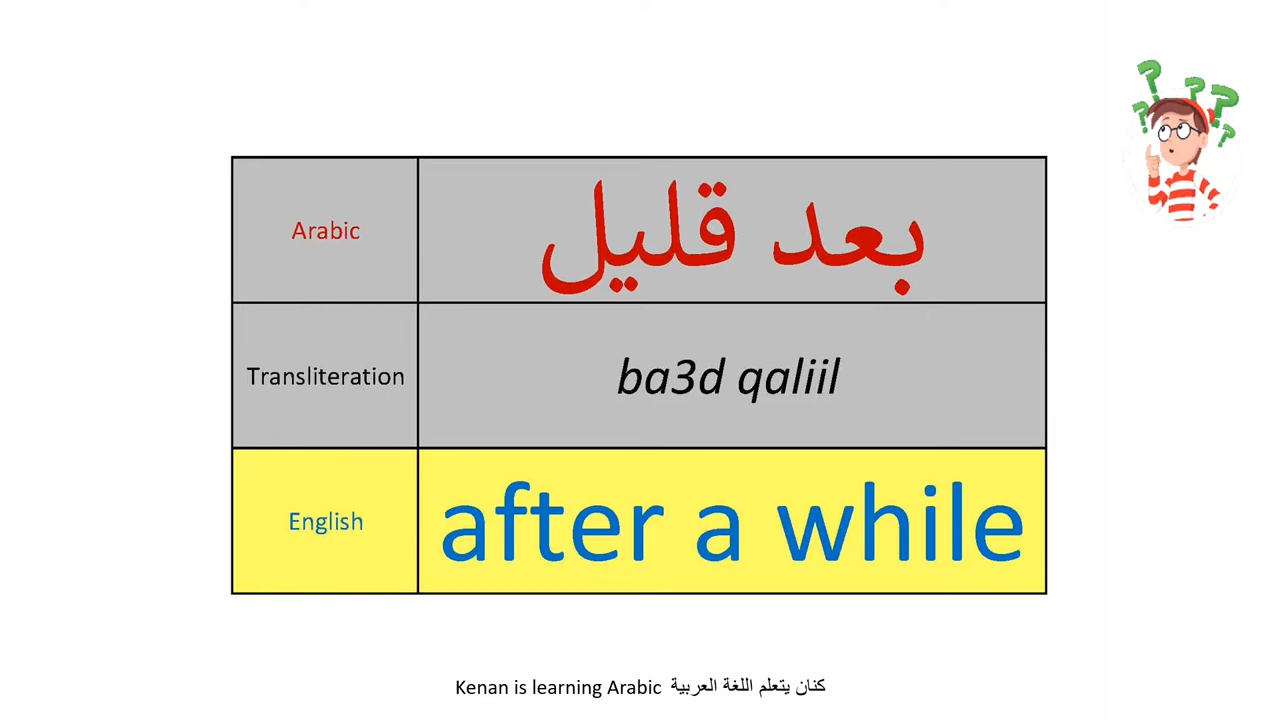 Arabic
بعد قليل
Transliteration
ba3d qaliil
English
after a while
Kenan is learning Arabic كنان يتعلم اللغة العربية